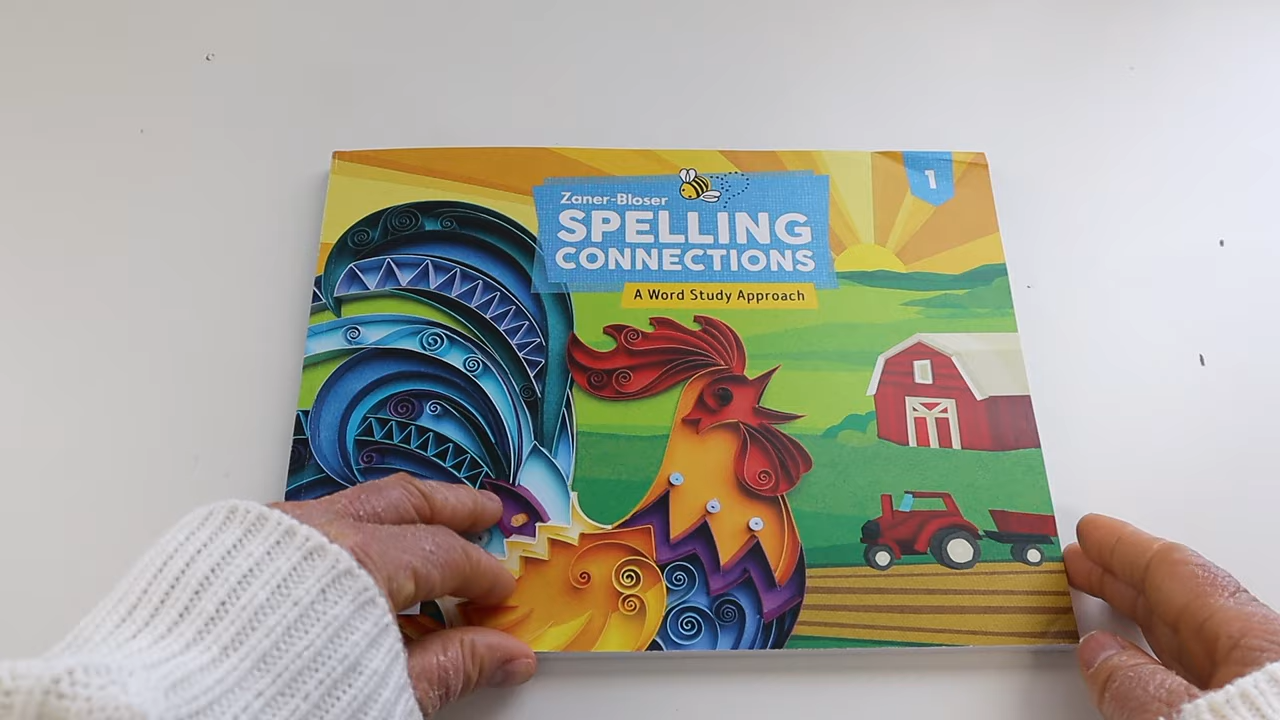 1
Zaner-Bloser
SPELLING
CONNECTIONS
A Word Study Approach